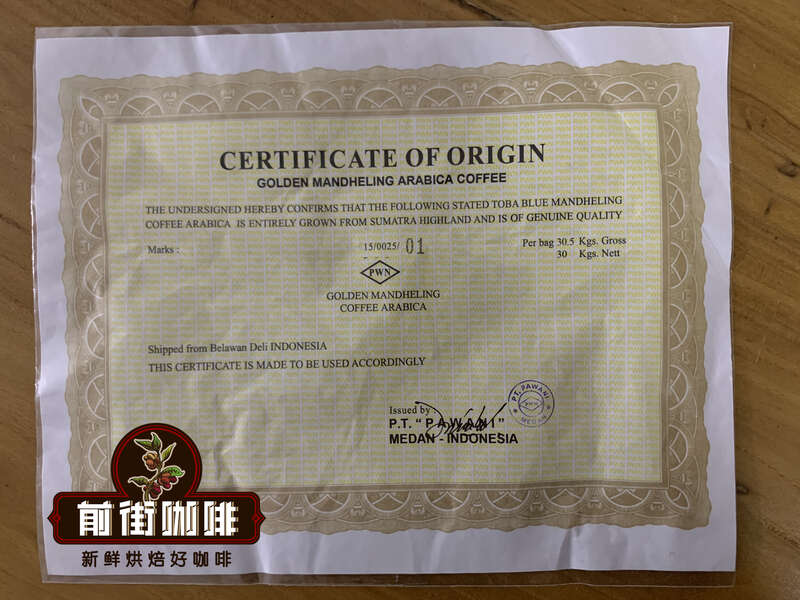 CERTIFICATE OF ORIGIN
GOLDEN MANDHELING ARABICA COFFEE
THE UNDERSIGNED HEREBY CONFIRMS THAT THE FOLLOWING STATED TOBA BLUE MANDHELING
COFFEE ARABICA IS ENTIRELY GROWN FROM SUMATRA HIGHLAND AND IS OF GENUINE QUALITY
Marks : 15/0025/ 01 Per bag 30.5 Kgs. Gross
30 Kgs. Nett
PWN
GOLDEN MANDHELING
COFFEE ARABICA
Shipped from Belawan Deli INDONESIA
THIS CERTIFICATE IS MADE TO BE USED ACCORDINGLY
Issued by
P.T. "PAWANI"
MEDAN - INDONESIA
P.T. PAWANI
PWN
MEDAN
前街咖啡
新鲜烘焙好咖啡